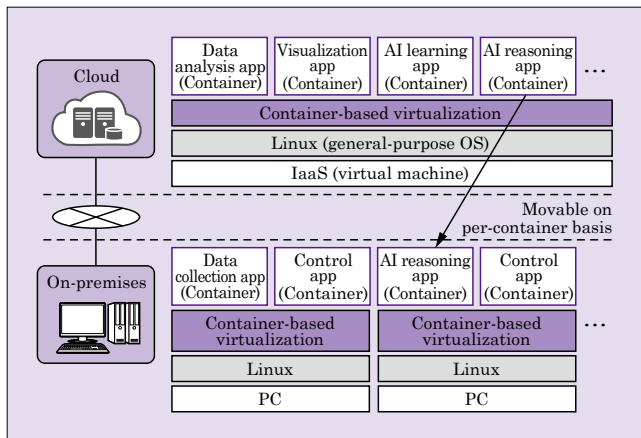 Cloud
Data
analysis app
(Container)
Visualization
app
(Container)
AI learning
app
(Container)
AI reasoning
app
(Container)
...
Container-based virtualization
Linux (general-purpose OS)
IaaS (virtual machine)
Movable on
per-container basis
On-premises
Data
collection app
(Container)
Control
app
(Container)
AI reasoning
app
(Container)
Control
app
(Container)
...
Container-based
virtualization
Container-based
virtualization
Linux
Linux
PC
PC